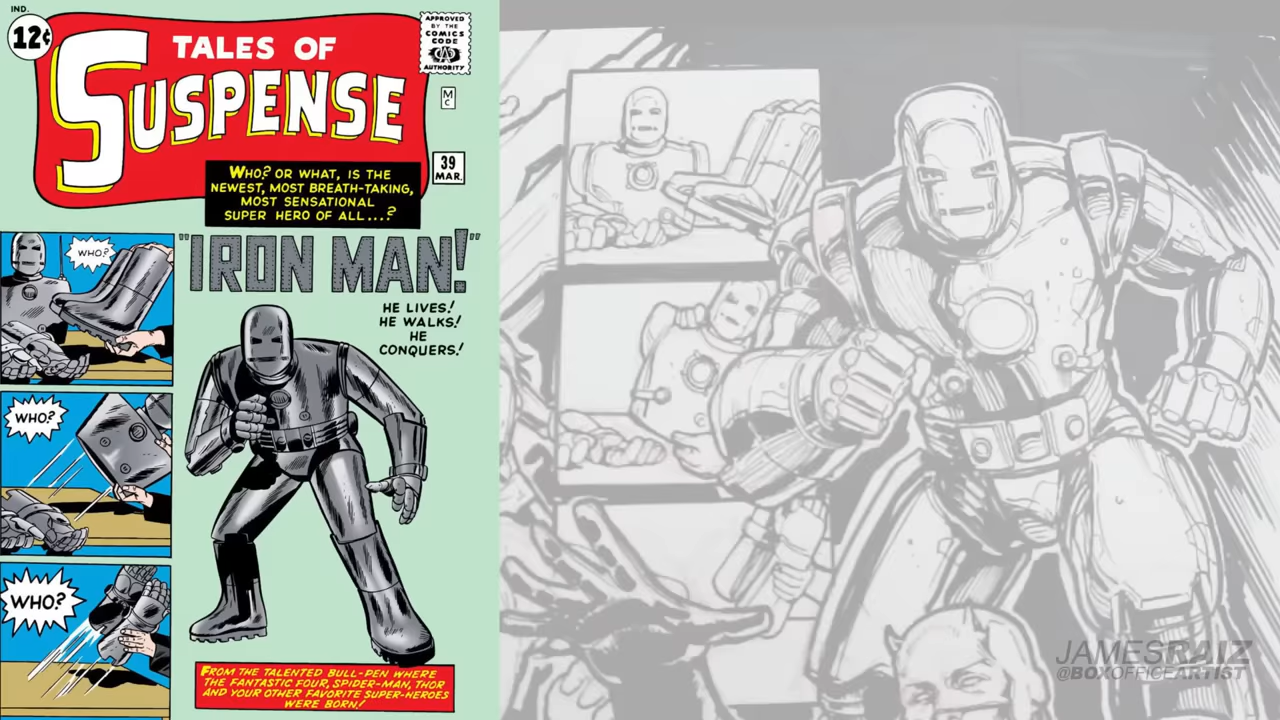 IND.
12¢
TALES OF
SUSPENSE
APPROVED
BY THE
COMICS
CODE
AUTHORITY
M
C
39
MAR.
WHO? OR WHAT, IS THE
NEWEST, MOST BREATH-TAKING,
MOST SENSATIONAL
SUPER HERO OF ALL...?
"IRON MAN!"
HE LIVES!
HE WALKS!
HE
CONQUERS!
WHO?
WHO?
WHO?
FROM THE TALENTED BULL-PEN WHERE
THE FANTASTIC FOUR, SPIDER-MAN, THOR
AND YOUR OTHER FAVORITE SUPER-HEROES
WERE BORN!
JAMESRAIZ
@BOXOFFICEARTIST